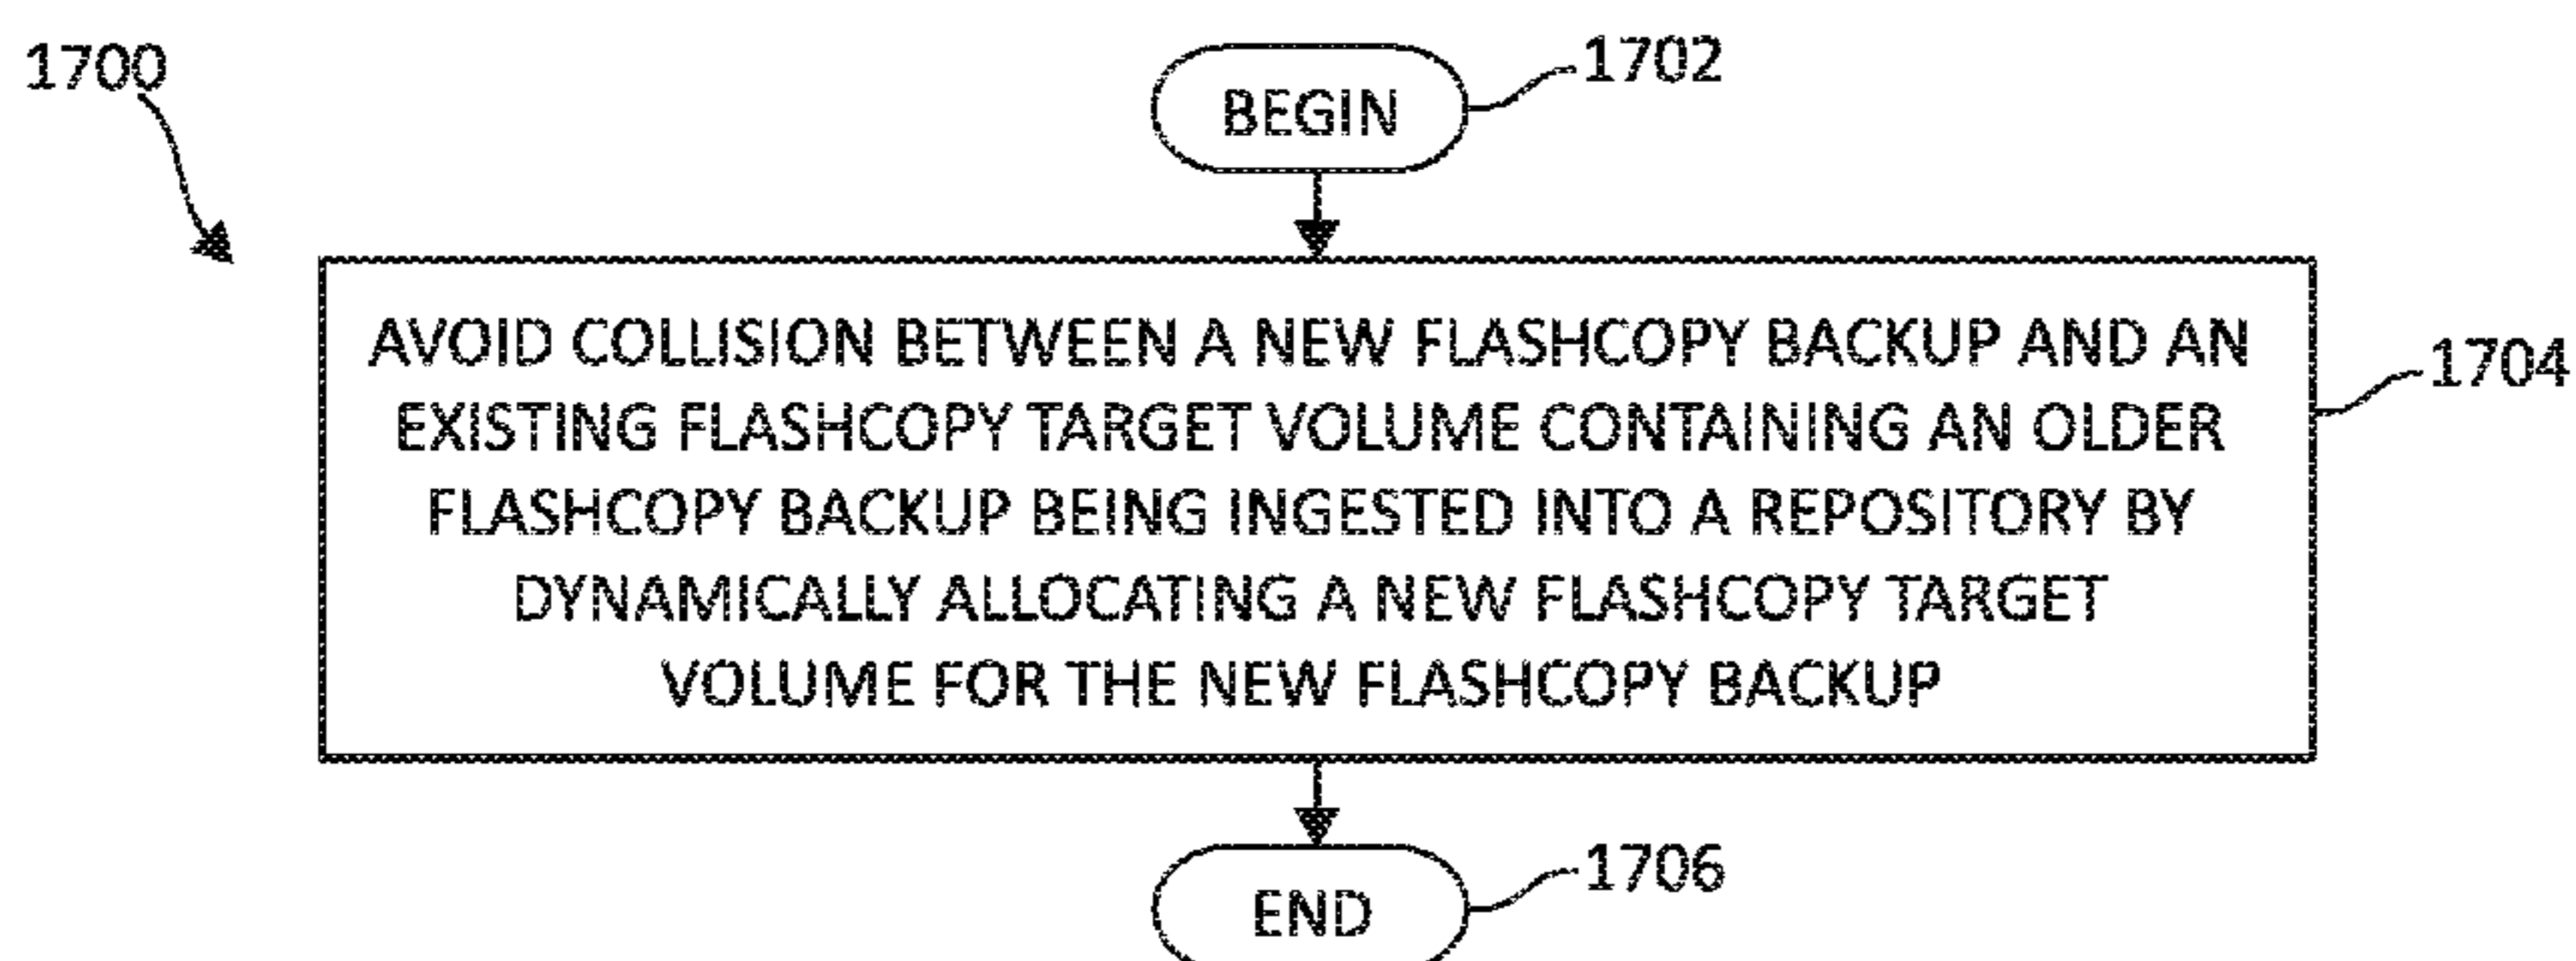 1700
1702
BEGIN
AVOID COLLISION BETWEEN A NEW FLASHCOPY BACKUP AND AN
EXISTING FLASHCOPY TARGET VOLUME CONTAINING AN OLDER
FLASHCOPY BACKUP BEING INGESTED INTO A REPOSITORY BY
DYNAMICALLY ALLOCATING A NEW FLASHCOPY TARGET
VOLUME FOR THE NEW FLASHCOPY BACKUP
1704
1706
END